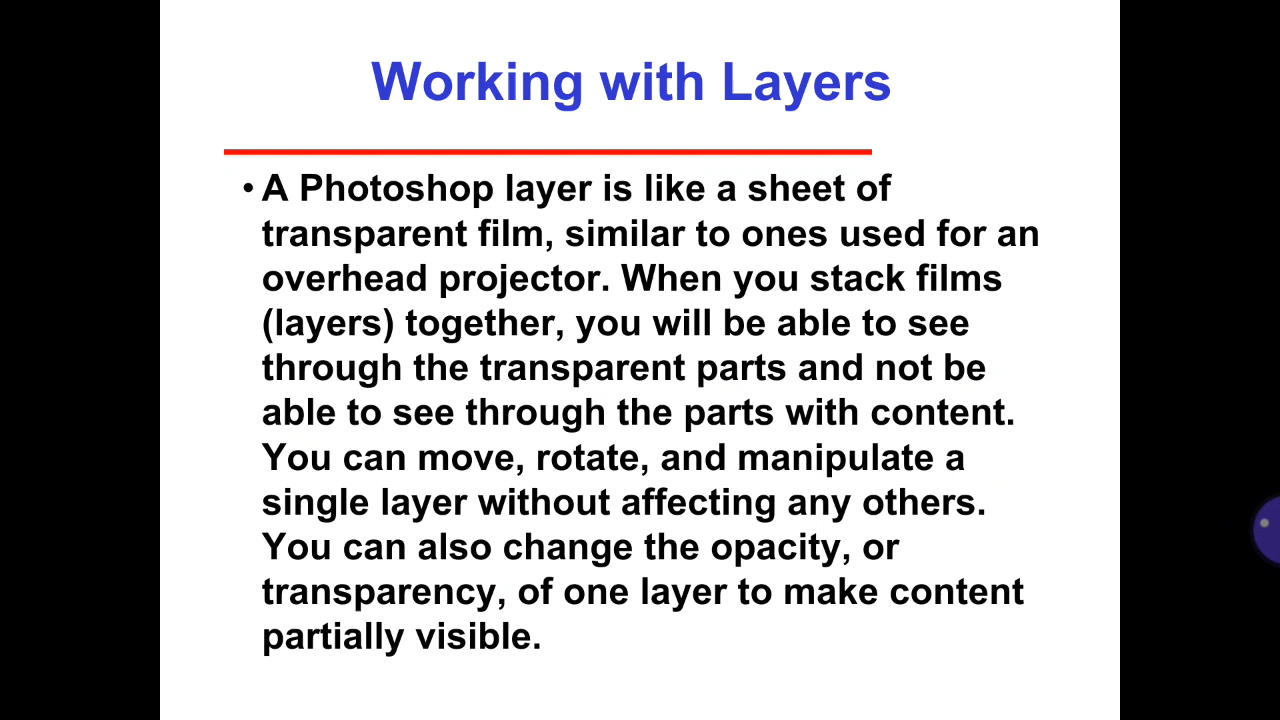 Working with Layers
• A Photoshop layer is like a sheet of
transparent film, similar to ones used for an
overhead projector. When you stack films
(layers) together, you will be able to see
through the transparent parts and not be
able to see through the parts with content.
You can move, rotate, and manipulate a
single layer without affecting any others.
You can also change the opacity, or
transparency, of one layer to make content
partially visible.